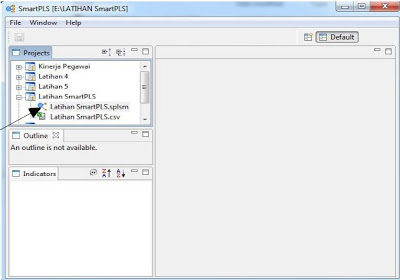 SmartPLS [E:\LATIHAN SmartPLS]
File Window Help
Default
Projects
Kinerja Pegawai
Latihan 4
Latihan 5
Latihan SmartPLS
Latihan SmartPLS.splsm
Latihan SmartPLS.csv
Outline
An outline is not available.
Indicators